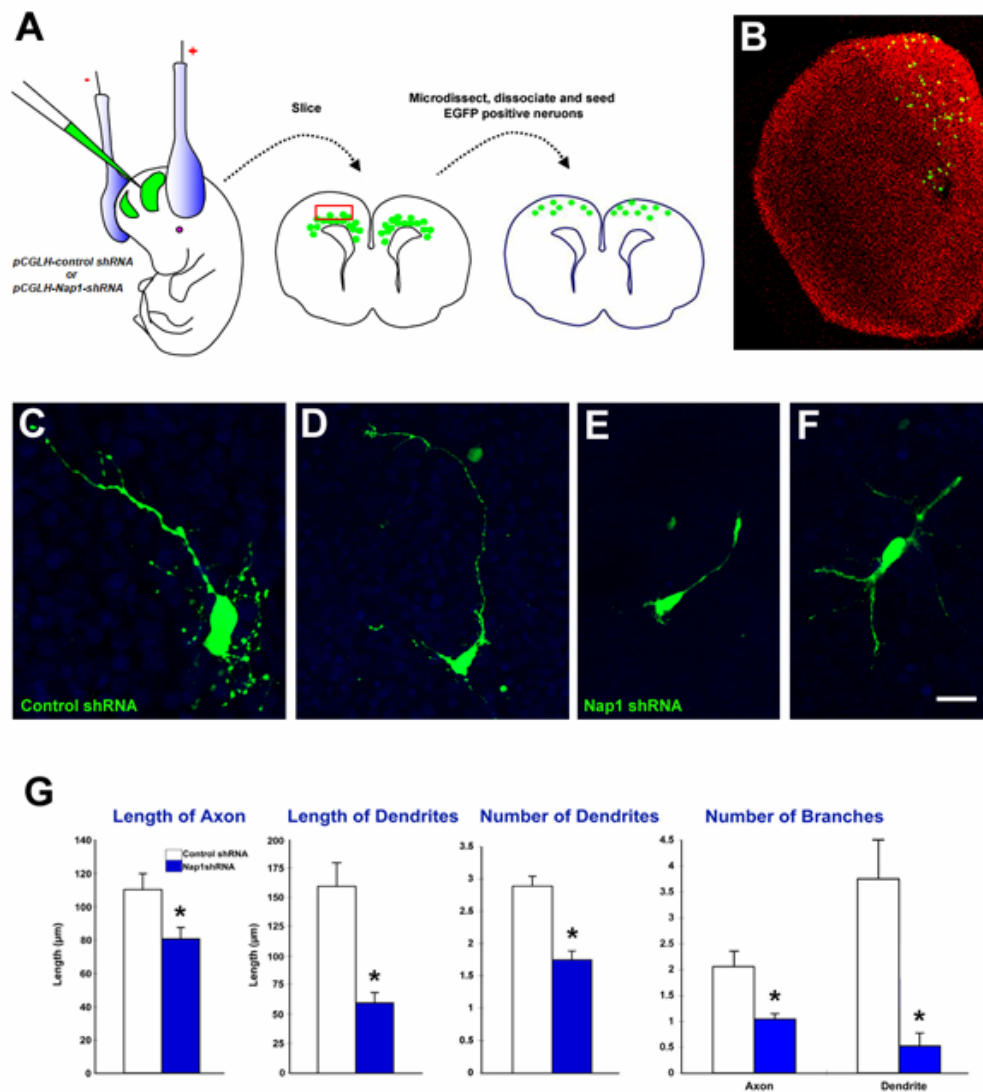 A
B
-
+
Slice
Microdissect, dissociate and seed
EGFP positive neruons
pCGLH-control shRNA
or
pCGLH-Nap1-shRNA
C
D
E
F
Control shRNA
Nap1 shRNA
G
Length of Axon
Length of Dendrites
Number of Dendrites
Number of Branches
Control shRNA
Nap1shRNA
Length (µm)
140
120
100
80
60
40
20
0
*
Length (µm)
200
175
150
125
100
75
50
25
0
*
3.5
3
2.5
2
1.5
1
0.5
0
*
4.5
4
3.5
3
2.5
2
1.5
1
0.5
0
*
*
Axon
Dendrite